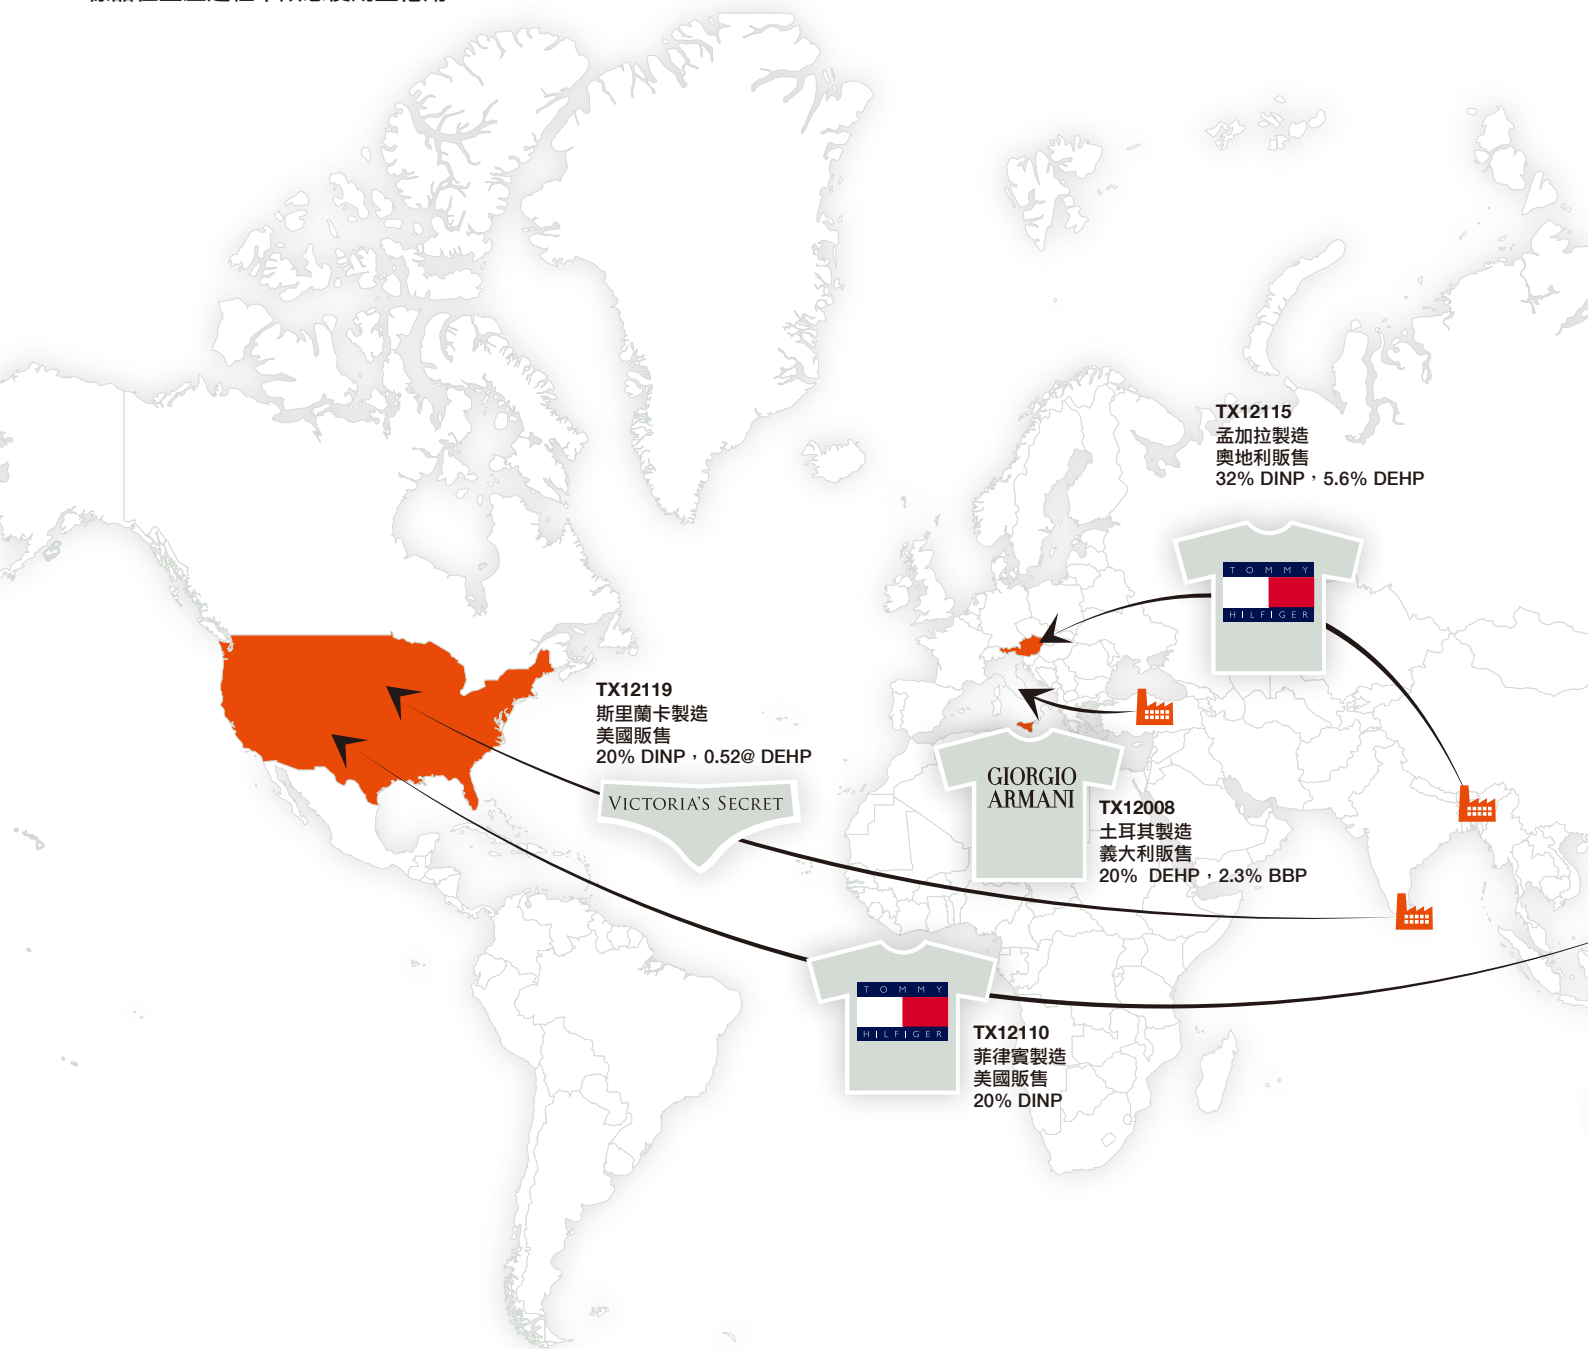 TX12115
孟加拉製造
奧地利販售
32% DINP，5.6% DEHP
TOMMY
HILFIGER
TX12119
斯里蘭卡製造
美國販售
20% DINP，0.52@ DEHP
VICTORIA'S SECRET
GIORGIO
ARMANI
TX12008
土耳其製造
義大利販售
20% DEHP，2.3% BBP
TOMMY
HILFIGER
TX12110
菲律賓製造
美國販售
20% DINP